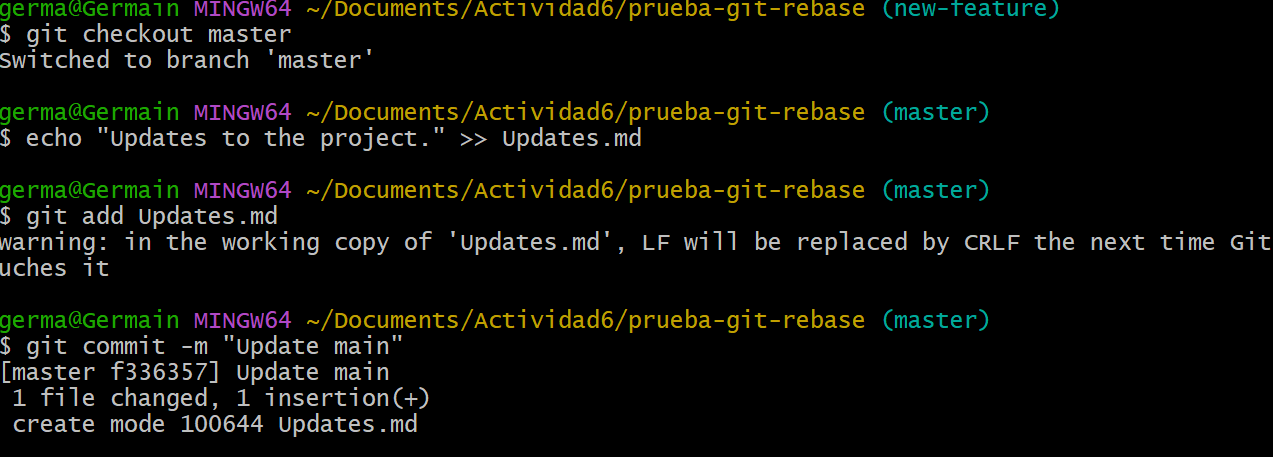 germa@Germain MINGW64 ~/Documents/Actividad6/prueba-git-rebase (new-feature)
$ git checkout master
Switched to branch 'master'
germa@Germain MINGW64 ~/Documents/Actividad6/prueba-git-rebase (master)
$ echo "Updates to the project." >> Updates.md
germa@Germain MINGW64 ~/Documents/Actividad6/prueba-git-rebase (master)
$ git add Updates.md
warning: in the working copy of 'Updates.md', LF will be replaced by CRLF the next time Git
uches it
germa@Germain MINGW64 ~/Documents/Actividad6/prueba-git-rebase (master)
$ git commit -m "Update main"
[master f336357] Update main
1 file changed, 1 insertion(+)
create mode 100644 Updates.md